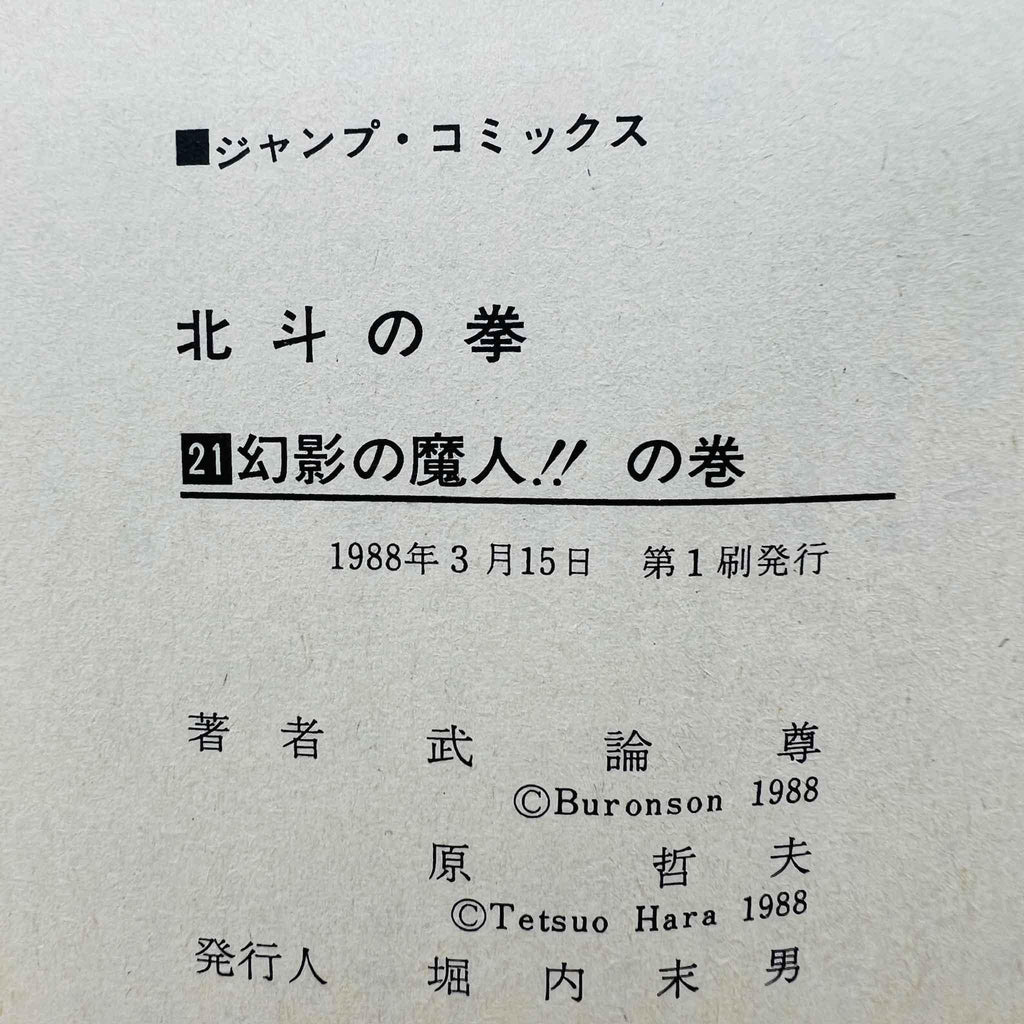 ■ジャンプ・コミックス
北斗の拳
21幻影の魔人!! の巻
1988年3月15日 第1刷発行
著者 武論尊
©Buronson 1988
原哲夫
©Tetsuo Hara 1988
発行人 堀内末男